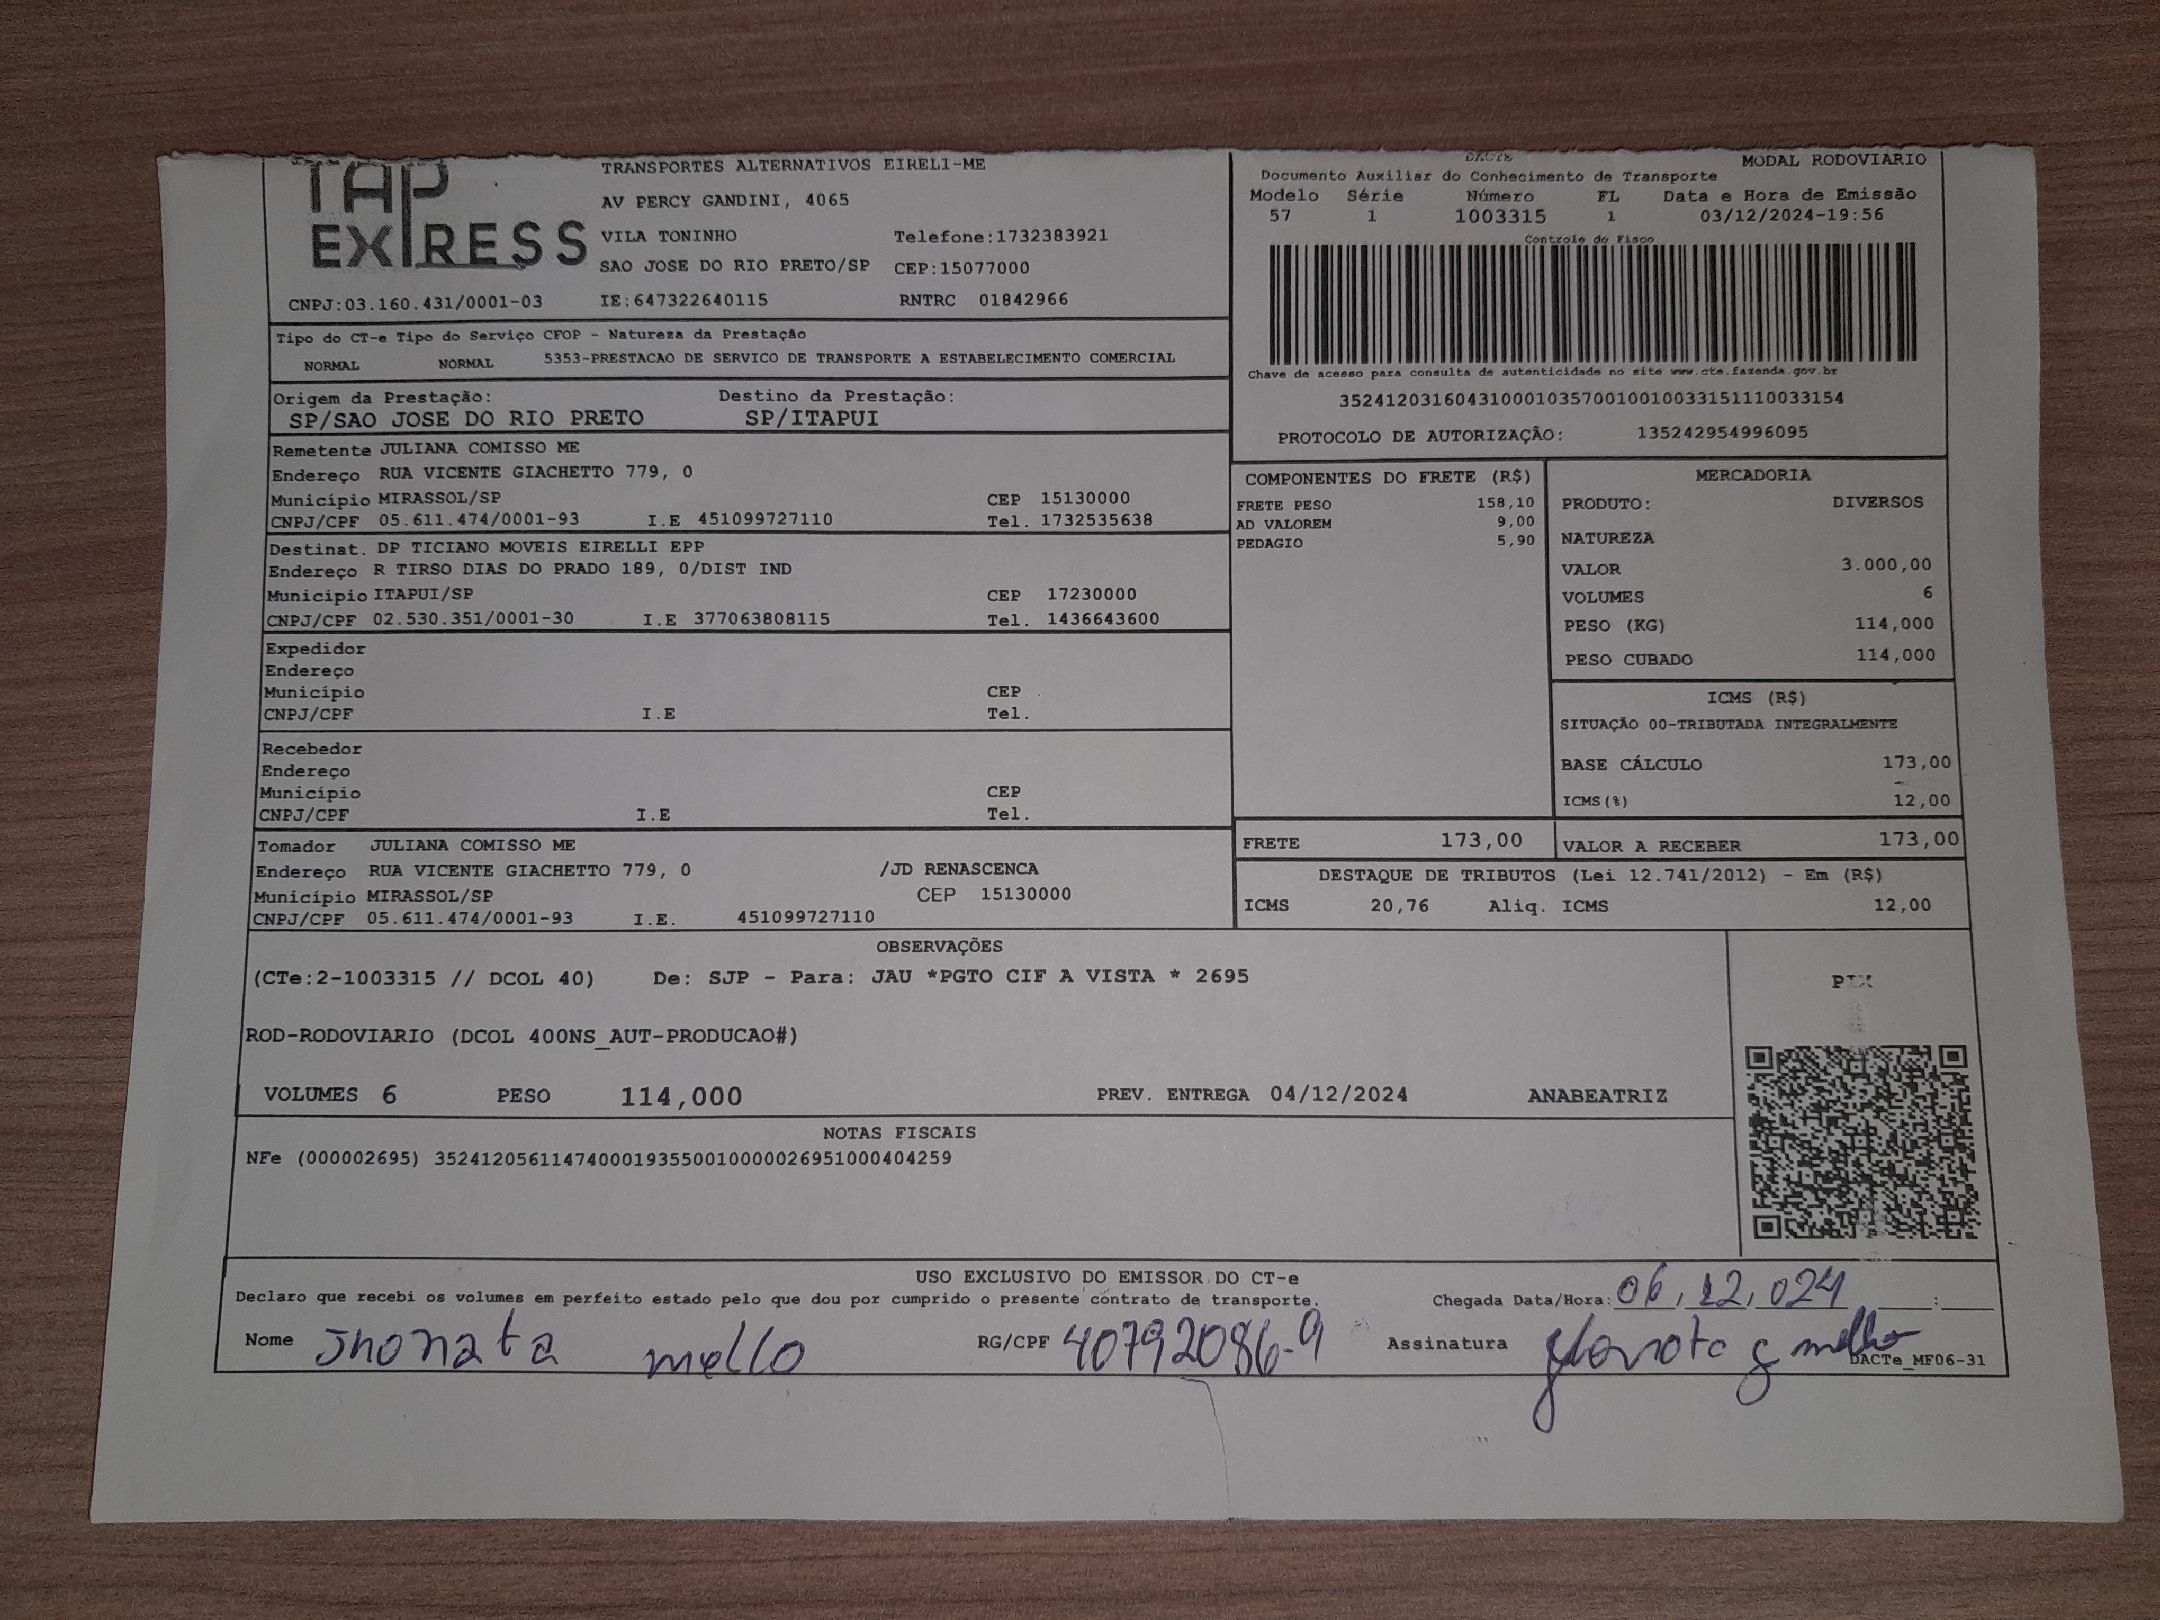 TAP EXPRESS
TRANSPORTES ALTERNATIVOS EIRELI-ME
AV PERCY GANDINI, 4065
VILA TONINHO Telefone:1732383921
SAO JOSE DO RIO PRETO/SP CEP:15077000
CNPJ:03.160.431/0001-03 IE:647322640115 RNTRC 01842966
DACTE MODAL RODOVIARIO
Documento Auxiliar do Conhecimento de Transporte
Modelo Série Número FL Data e Hora de Emissão
57 1 1003315 1 03/12/2024-19:56
Controle do Fisco
Chave de acesso para consulta de autenticidade no site www.cte.fazenda.gov.br
35241203160431000103570010010033151110033154
PROTOCOLO DE AUTORIZAÇÃO: 135242954996095
Tipo do CT-e Tipo do Serviço CFOP - Natureza da Prestação
NORMAL NORMAL 5353-PRESTACAO DE SERVICO DE TRANSPORTE A ESTABELECIMENTO COMERCIAL
Origem da Prestação: Destino da Prestação:
SP/SAO JOSE DO RIO PRETO SP/ITAPUI
Remetente JULIANA COMISSO ME
Endereço RUA VICENTE GIACHETTO 779, 0
Município MIRASSOL/SP CEP 15130000
CNPJ/CPF 05.611.474/0001-93 I.E 451099727110 Tel. 1732535638
Destinat. DP TICIANO MOVEIS EIRELLI EPP
Endereço R TIRSO DIAS DO PRADO 189, 0/DIST IND
Município ITAPUI/SP CEP 17230000
CNPJ/CPF 02.530.351/0001-30 I.E 377063808115 Tel. 1436643600
Expedidor
Endereço
Município CEP
CNPJ/CPF I.E Tel.
Recebedor
Endereço
Município CEP
CNPJ/CPF I.E Tel.
Tomador JULIANA COMISSO ME
Endereço RUA VICENTE GIACHETTO 779, 0 /JD RENASCENCA
Município MIRASSOL/SP CEP 15130000
CNPJ/CPF 05.611.474/0001-93 I.E. 451099727110
COMPONENTES DO FRETE (R$)
FRETE PESO 158,10
AD VALOREM 9,00
PEDAGIO 5,90
MERCADORIA
PRODUTO: DIVERSOS
NATUREZA
VALOR 3.000,00
VOLUMES 6
PESO (KG) 114,000
PESO CUBADO 114,000
ICMS (R$)
SITUAÇÃO 00-TRIBUTADA INTEGRALMENTE
BASE CÁLCULO 173,00
ICMS(%) 12,00
FRETE 173,00 VALOR A RECEBER 173,00
DESTAQUE DE TRIBUTOS (Lei 12.741/2012) - Em (R$)
ICMS 20,76 Aliq. ICMS 12,00
OBSERVAÇÕES
(CTe:2-1003315 // DCOL 40) De: SJP - Para: JAU *PGTO CIF A VISTA * 2695
PIX
ROD-RODOVIARIO (DCOL 400NS_AUT-PRODUCAO#)
VOLUMES 6 PESO 114,000 PREV. ENTREGA 04/12/2024 ANABEATRIZ
NOTAS FISCAIS
NFe (000002695) 35241205611474000193550010000026951000404259
USO EXCLUSIVO DO EMISSOR DO CT-e
Declaro que recebi os volumes em perfeito estado pelo que dou por cumprido o presente contrato de transporte. Chegada Data/Hora: 06,12,024 :
Nome Jhonata mello RG/CPF 40792086-9 Assinatura
DACTe_MF06-31